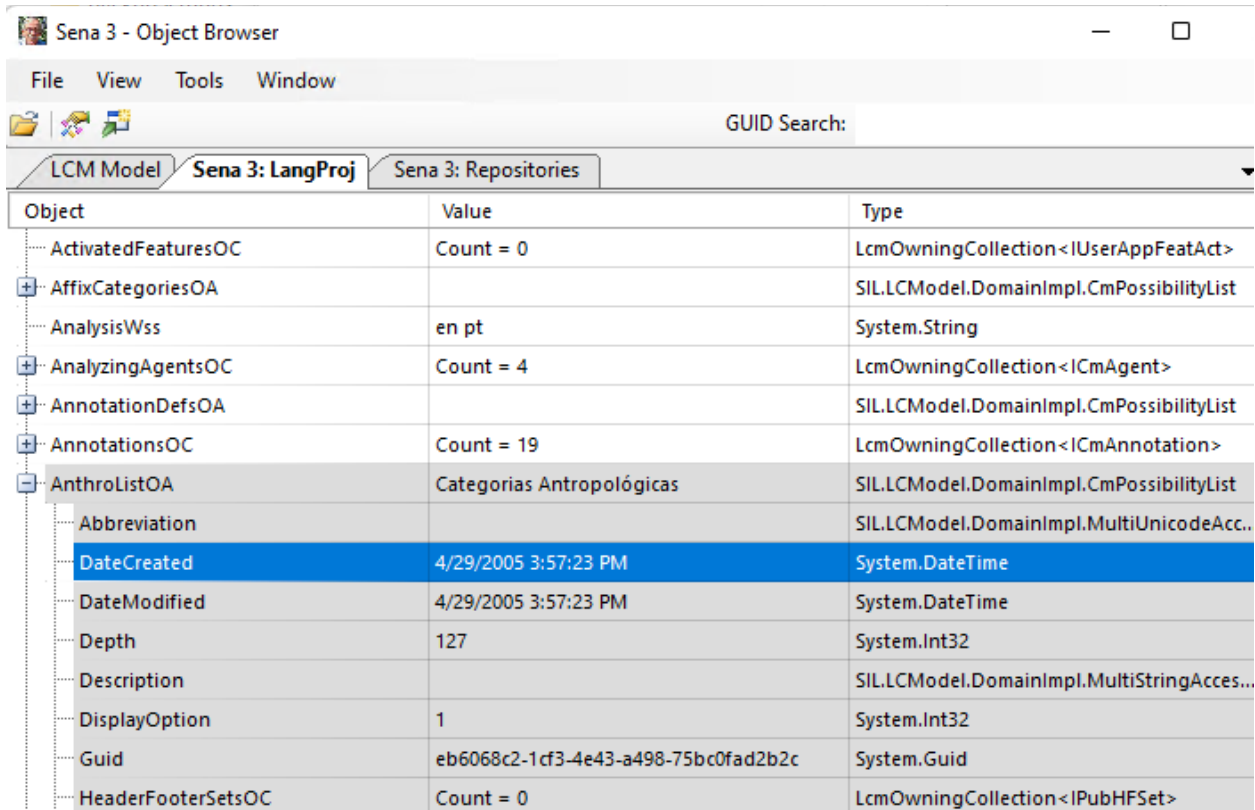 Sena 3 - Object Browser
File View Tools Window
GUID Search:
LCM Model Sena 3: LangProj Sena 3: Repositories
Object Value Type
ActivatedFeaturesOC Count = 0 LcmOwningCollection<IUserAppFeatAct>
AffixCategoriesOA SIL.LCModel.DomainImpl.CmPossibilityList
AnalysisWss en pt System.String
AnalyzingAgentsOC Count = 4 LcmOwningCollection<ICmAgent>
AnnotationDefsOA SIL.LCModel.DomainImpl.CmPossibilityList
AnnotationsOC Count = 19 LcmOwningCollection<ICmAnnotation>
AnthroListOA Categorias Antropológicas SIL.LCModel.DomainImpl.CmPossibilityList
Abbreviation SIL.LCModel.DomainImpl.MultiUnicodeAcc...
DateCreated 4/29/2005 3:57:23 PM System.DateTime
DateModified 4/29/2005 3:57:23 PM System.DateTime
Depth 127 System.Int32
Description SIL.LCModel.DomainImpl.MultiStringAcces...
DisplayOption 1 System.Int32
Guid eb6068c2-1cf3-4e43-a498-75bc0fad2b2c System.Guid
HeaderFooterSetsOC Count = 0 LcmOwningCollection<IPubHFSet>